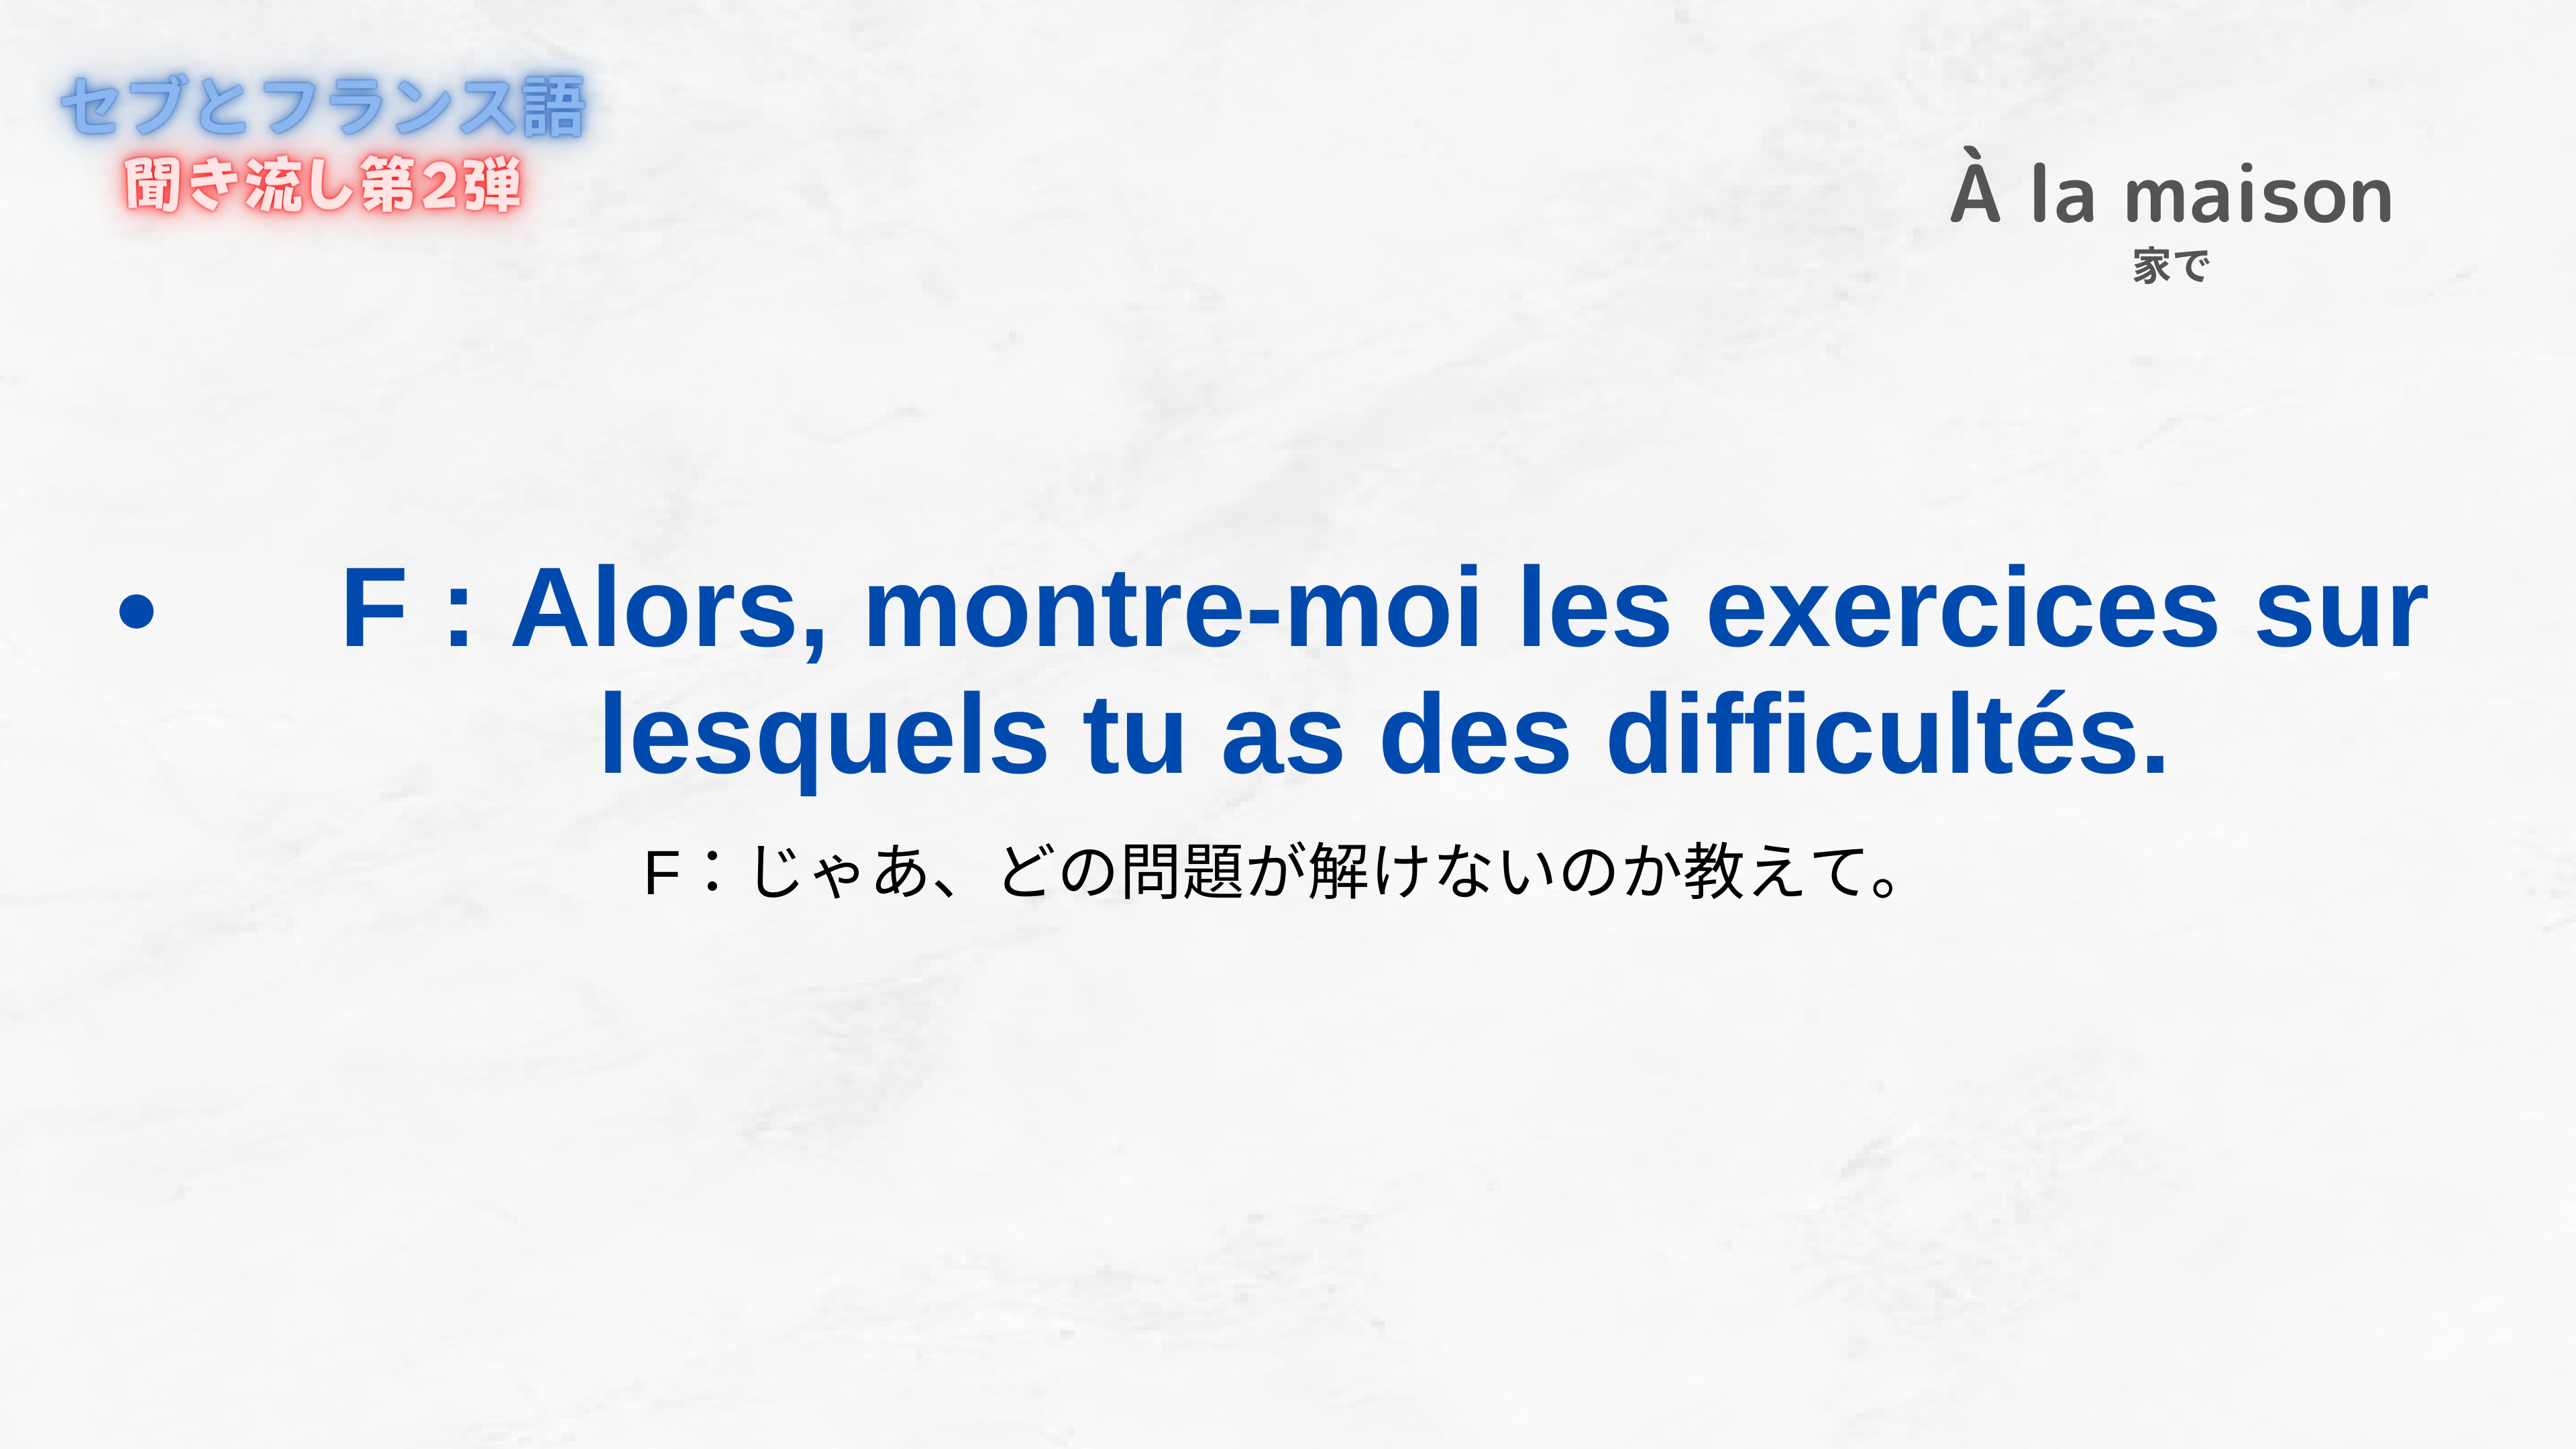 セブとフランス語
聞き流し第2弾
À la maison
家で
• F : Alors, montre-moi les exercices sur
lesquels tu as des difficultés.
F：じゃあ、どの問題が解けないのか教えて。